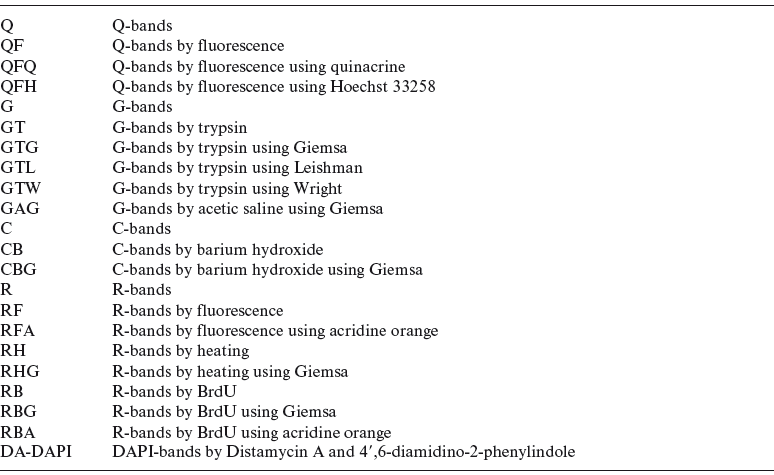 Q Q-bands
QF Q-bands by fluorescence
QFQ Q-bands by fluorescence using quinacrine
QFH Q-bands by fluorescence using Hoechst 33258
G G-bands
GT G-bands by trypsin
GTG G-bands by trypsin using Giemsa
GTL G-bands by trypsin using Leishman
GTW G-bands by trypsin using Wright
GAG G-bands by acetic saline using Giemsa
C C-bands
CB C-bands by barium hydroxide
CBG C-bands by barium hydroxide using Giemsa
R R-bands
RF R-bands by fluorescence
RFA R-bands by fluorescence using acridine orange
RH R-bands by heating
RHG R-bands by heating using Giemsa
RB R-bands by BrdU
RBG R-bands by BrdU using Giemsa
RBA R-bands by BrdU using acridine orange
DA-DAPI DAPI-bands by Distamycin A and 4′,6-diamidino-2-phenylindole